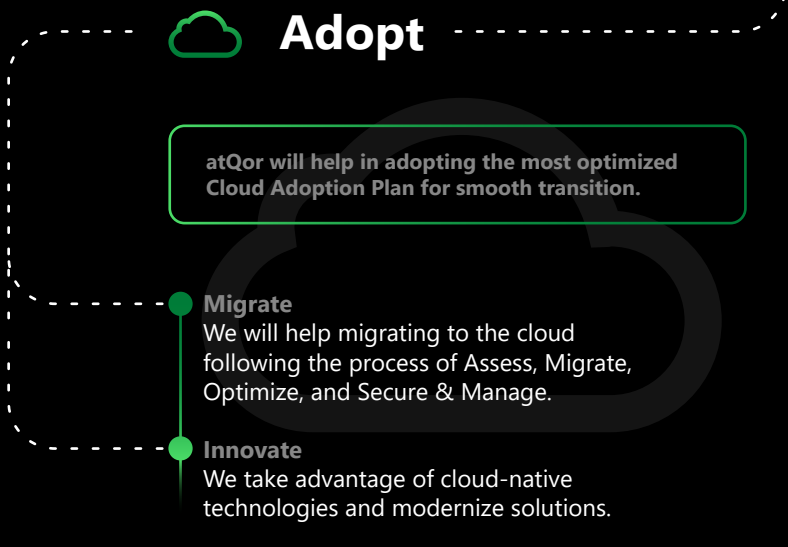 Adopt
atQor will help in adopting the most optimized
Cloud Adoption Plan for smooth transition.
Migrate
We will help migrating to the cloud
following the process of Assess, Migrate,
Optimize, and Secure & Manage.
Innovate
We take advantage of cloud-native
technologies and modernize solutions.